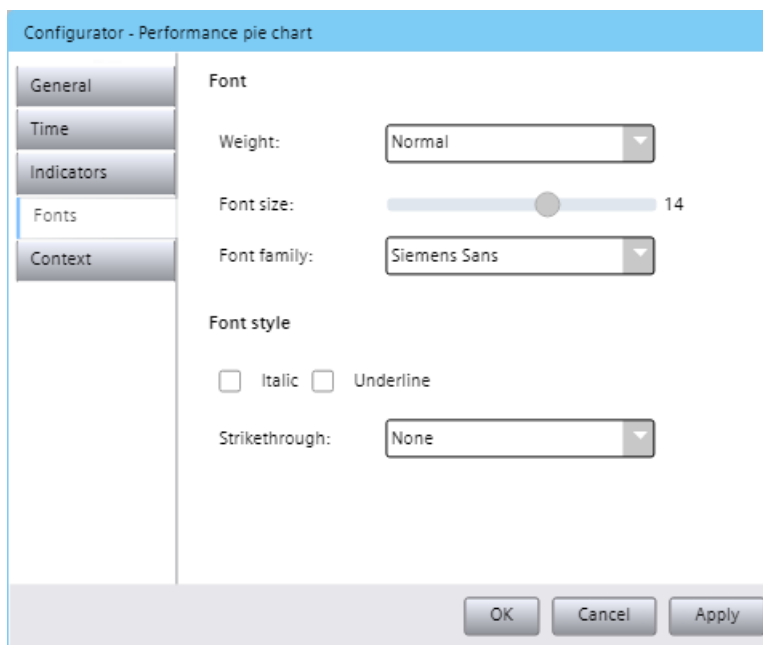 Configurator - Performance pie chart
General
Time
Indicators
Fonts
Context
Font
Weight: Normal
Font size: 14
Font family: Siemens Sans
Font style
Italic Underline
Strikethrough: None
OK Cancel Apply